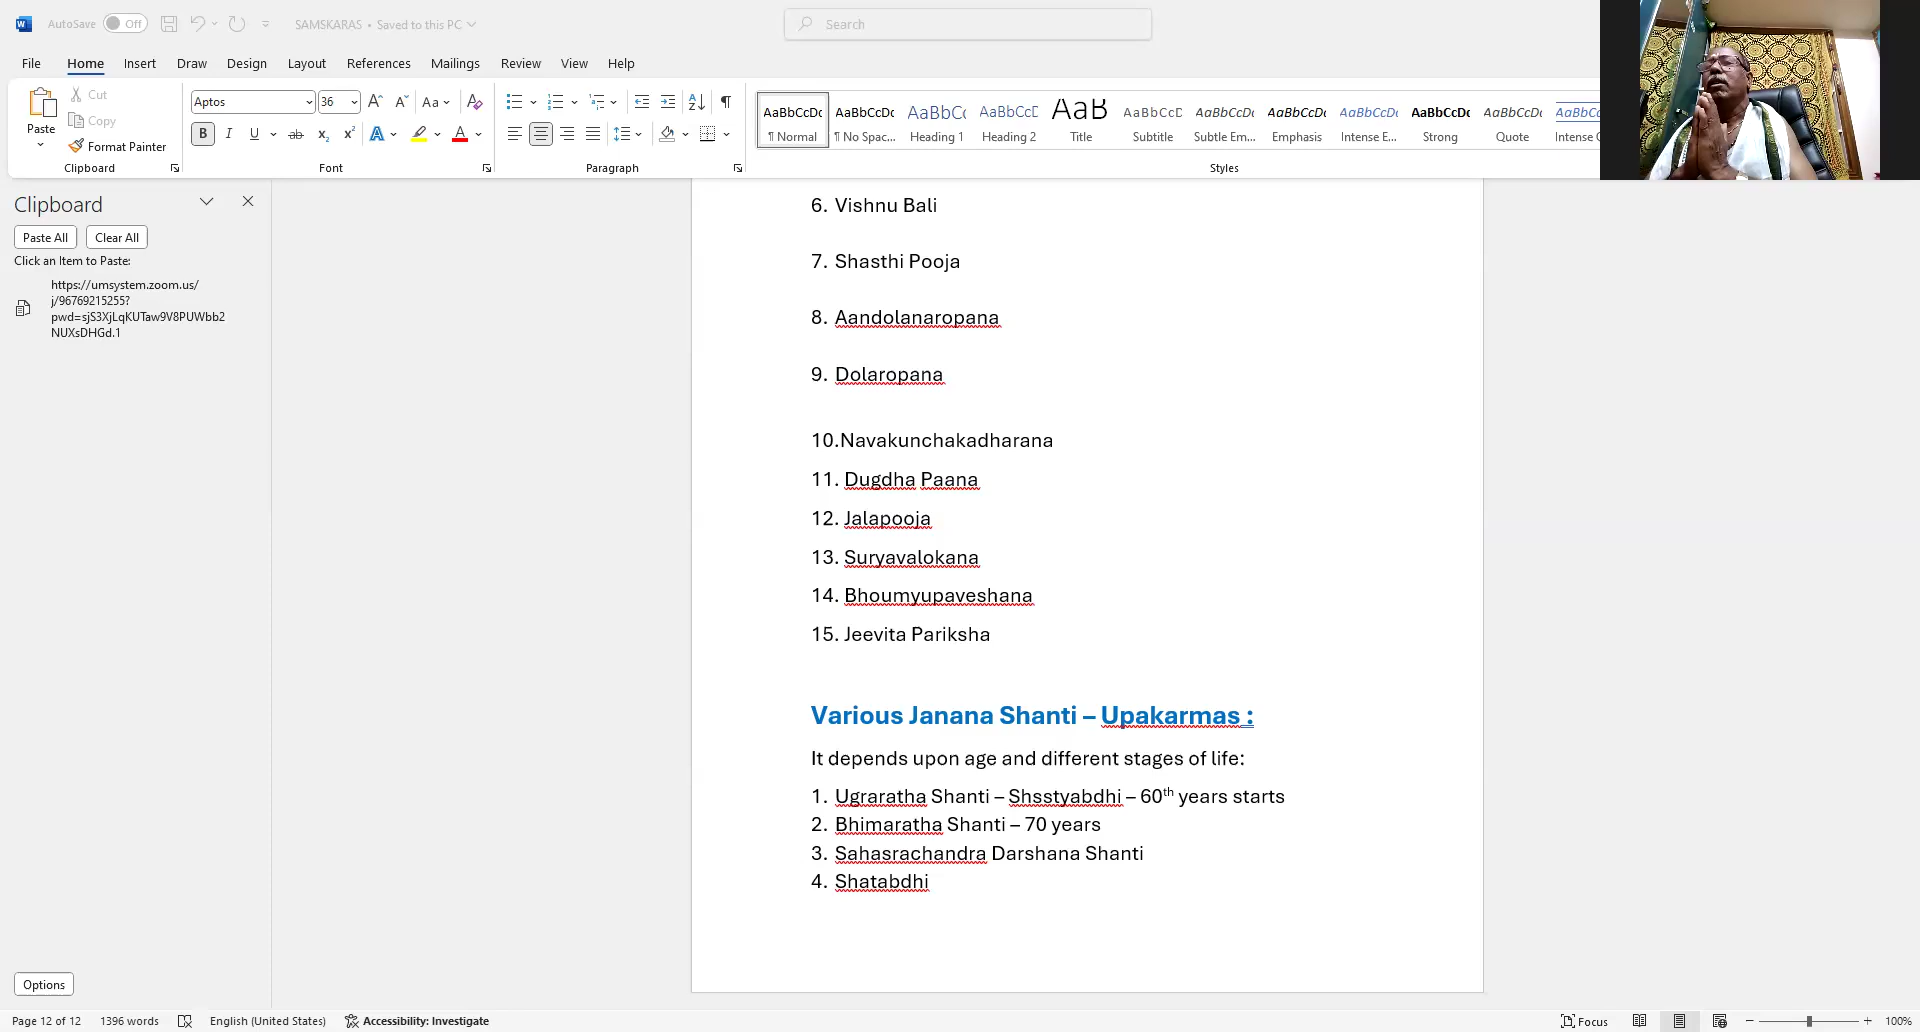 AutoSave Off SAMSKARAS • Saved to this PC Search
File Home Insert Draw Design Layout References Mailings Review View Help
Paste Cut Copy Format Painter
Aptos 36 Aa
AaBbCcDc AaBbCcDc AaBbCc AaBbCcD AaB AaBbCcD AaBbCcDc AaBbCcDc AaBbCcDc AaBbCcDc AaBbCcDc AaBbCc
¶ Normal ¶ No Spac... Heading 1 Heading 2 Title Subtitle Subtle Em... Emphasis Intense E... Strong Quote Intense
Clipboard Font Paragraph Styles
Clipboard
Paste All Clear All
Click an Item to Paste:
https://umsystem.zoom.us/
j/96769215255?
pwd=sjS3XjLqKUTaw9V8PUWbb2
NUXsDHGd.1
Options
6. Vishnu Bali
7. Shasthi Pooja
8. Aandolanaropana
9. Dolaropana
10.Navakunchakadharana
11. Dugdha Paana
12. Jalapooja
13. Suryavalokana
14. Bhoumyupaveshana
15. Jeevita Pariksha
Various Janana Shanti – Upakarmas :
It depends upon age and different stages of life:
1. Ugraratha Shanti – Shsstyabdhi – 60th years starts
2. Bhimaratha Shanti – 70 years
3. Sahasrachandra Darshana Shanti
4. Shatabdhi
Page 12 of 12 1396 words English (United States) Accessibility: Investigate Focus 100%